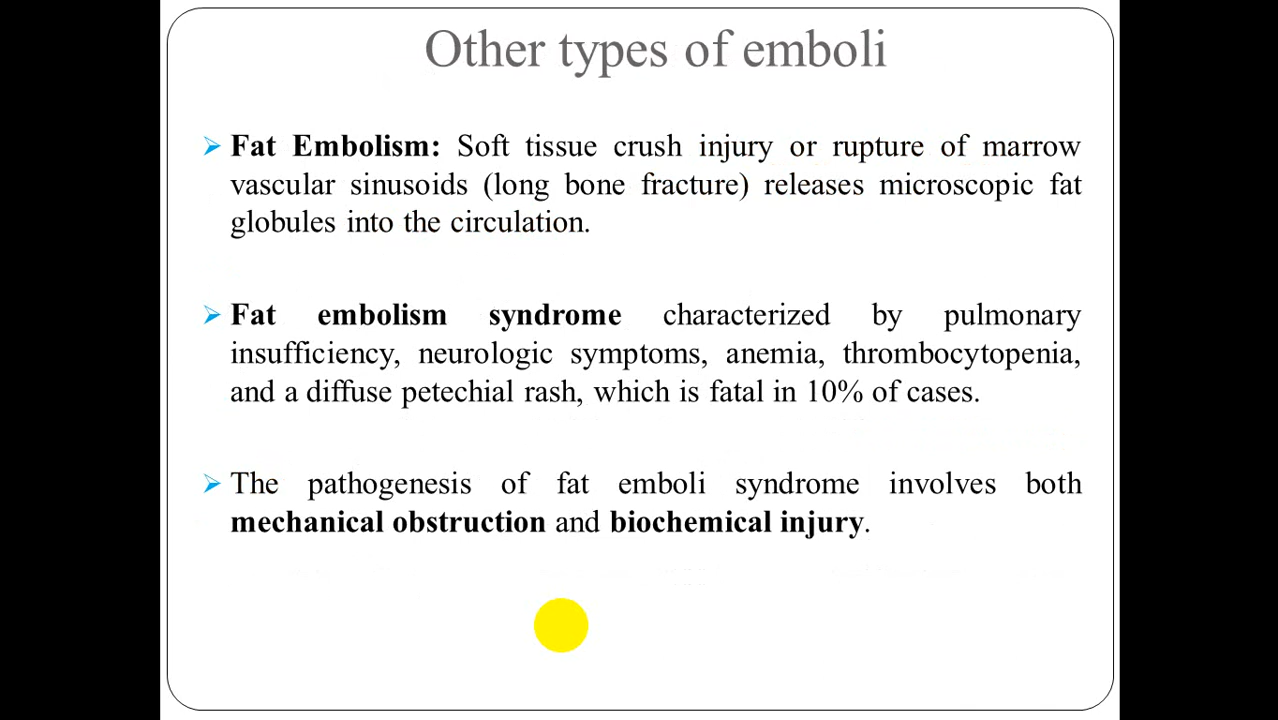 Other types of emboli
Fat Embolism: Soft tissue crush injury or rupture of marrow
vascular sinusoids (long bone fracture) releases microscopic fat
globules into the circulation.
Fat embolism syndrome characterized by pulmonary
insufficiency, neurologic symptoms, anemia, thrombocytopenia,
and a diffuse petechial rash, which is fatal in 10% of cases.
The pathogenesis of fat emboli syndrome involves both
mechanical obstruction and biochemical injury.